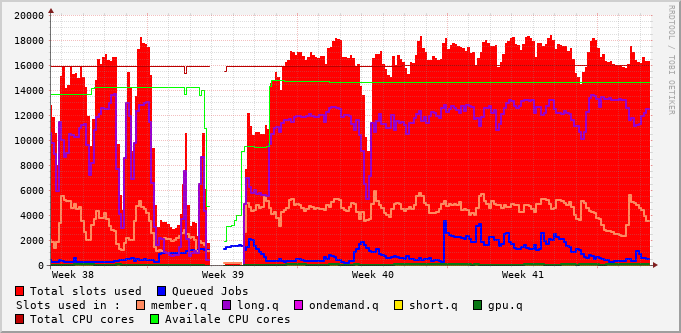 20000
18000
16000
14000
12000
10000
8000
6000
4000
2000
0
Week 38 Week 39 Week 40 Week 41
RRDTOOL / TOBI OETIKER
Total slots used Queued Jobs
Slots used in : member.q long.q ondemand.q short.q gpu.q
Total CPU cores Availale CPU cores